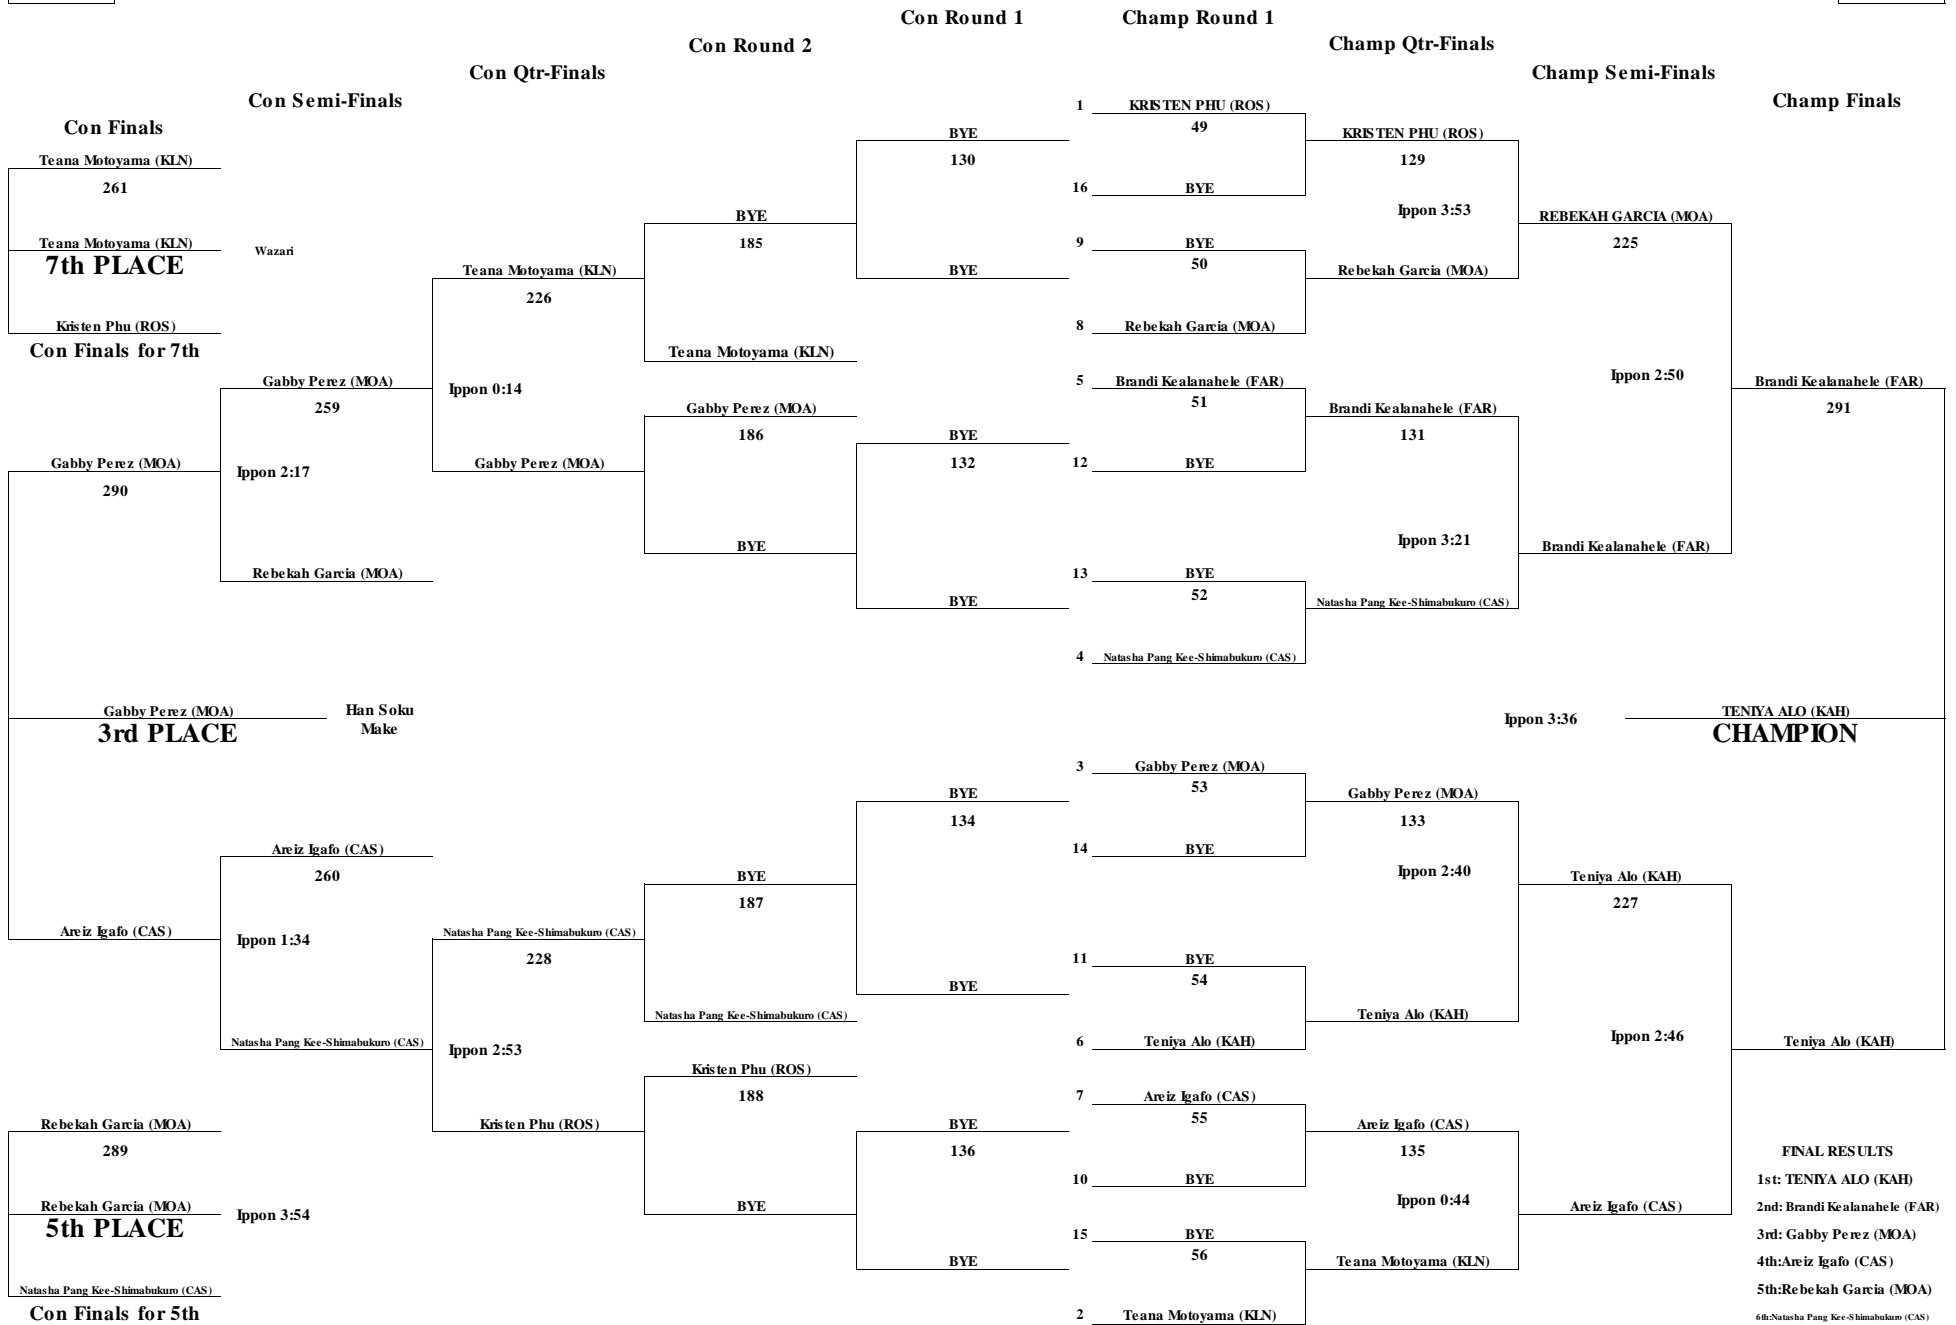 Con Round 1
Champ Round 1
Con Round 2
Champ Qtr-Finals
Con Qtr-Finals
Champ Semi-Finals
Con Semi-Finals
Champ Finals
Con Finals
Teana Motoyama (KLN)
261
Teana Motoyama (KLN)
7th PLACE
Wazari
Kristen Phu (ROS)
Con Finals for 7th
Gabby Perez (MOA)
290
Gabby Perez (MOA)
3rd PLACE
Han Soku
Make
Areiz Igafo (CAS)
Rebekah Garcia (MOA)
289
Rebekah Garcia (MOA)
5th PLACE
Ippon 3:54
Natasha Pang Kee-Shimabukuro (CAS)
Con Finals for 5th
Gabby Perez (MOA)
259
Ippon 2:17
Rebekah Garcia (MOA)
Areiz Igafo (CAS)
260
Ippon 1:34
Natasha Pang Kee-Shimabukuro (CAS)
Teana Motoyama (KLN)
226
Ippon 0:14
Gabby Perez (MOA)
Natasha Pang Kee-Shimabukuro (CAS)
228
Ippon 2:53
Kristen Phu (ROS)
BYE
185
Teana Motoyama (KLN)
Gabby Perez (MOA)
186
BYE
BYE
187
Natasha Pang Kee-Shimabukuro (CAS)
Kristen Phu (ROS)
188
BYE
BYE
130
BYE
BYE
132
BYE
BYE
134
BYE
BYE
136
BYE
1 KRISTEN PHU (ROS)
49
16 BYE
9 BYE
50
8 Rebekah Garcia (MOA)
5 Brandi Kealanahele (FAR)
51
12 BYE
13 BYE
52
4 Natasha Pang Kee-Shimabukuro (CAS)
3 Gabby Perez (MOA)
53
14 BYE
11 BYE
54
6 Teniya Alo (KAH)
7 Areiz Igafo (CAS)
55
10 BYE
15 BYE
56
2 Teana Motoyama (KLN)
KRISTEN PHU (ROS)
129
Ippon 3:53
Rebekah Garcia (MOA)
Brandi Kealanahele (FAR)
131
Ippon 3:21
Natasha Pang Kee-Shimabukuro (CAS)
Gabby Perez (MOA)
133
Ippon 2:40
Teniya Alo (KAH)
Areiz Igafo (CAS)
135
Ippon 0:44
Teana Motoyama (KLN)
REBEKAH GARCIA (MOA)
225
Ippon 2:50
Brandi Kealanahele (FAR)
Teniya Alo (KAH)
227
Ippon 2:46
Areiz Igafo (CAS)
Brandi Kealanahele (FAR)
291
Ippon 3:36
TENIYA ALO (KAH)
CHAMPION
Teniya Alo (KAH)
FINAL RESULTS
1st: TENIYA ALO (KAH)
2nd: Brandi Kealanahele (FAR)
3rd: Gabby Perez (MOA)
4th:Areiz Igafo (CAS)
5th:Rebekah Garcia (MOA)
6th:Natasha Pang Kee-Shimabukuro (CAS)